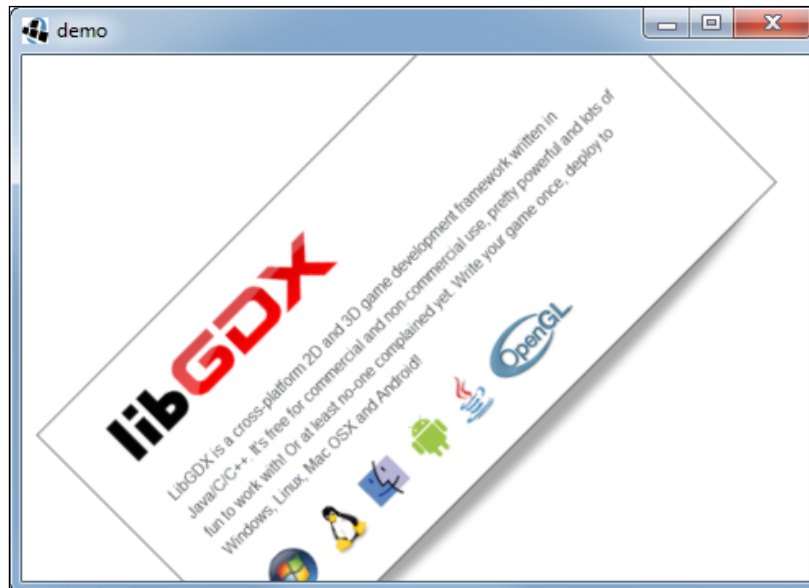 demo
libGDX
LibGDX is a cross-platform 2D and 3D game development framework written in
Java/C/C++. It's free for commercial and non-commercial use, pretty powerful and lots of
fun to work with! Or at least no-one complained yet. Write your game once, deploy to
Windows, Linux, Mac OSX and Android!
OpenGL